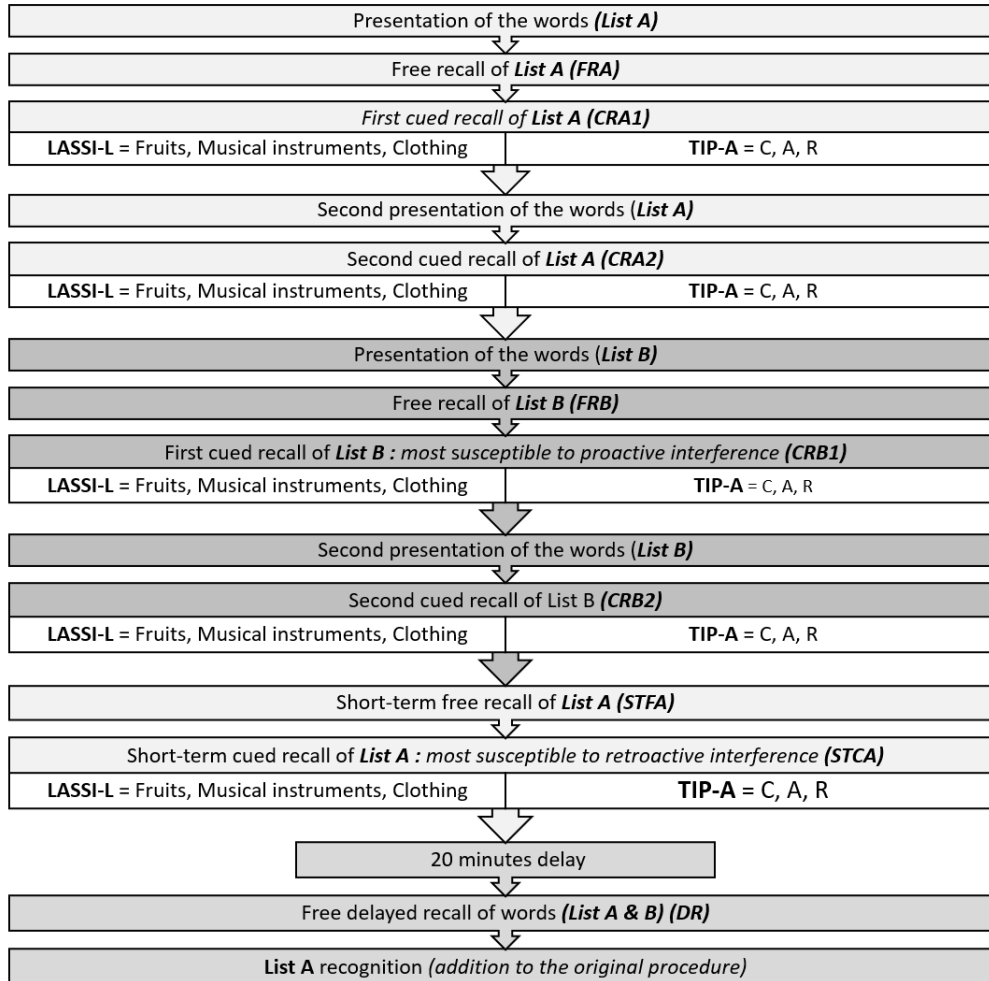 Presentation of the words (List A)
Free recall of List A (FRA)
First cued recall of List A (CRA1)
LASSI-L = Fruits, Musical instruments, Clothing
TIP-A = C, A, R
Second presentation of the words (List A)
Second cued recall of List A (CRA2)
LASSI-L = Fruits, Musical instruments, Clothing
TIP-A = C, A, R
Presentation of the words (List B)
Free recall of List B (FRB)
First cued recall of List B : most susceptible to proactive interference (CRB1)
LASSI-L = Fruits, Musical instruments, Clothing
TIP-A = C, A, R
Second presentation of the words (List B)
Second cued recall of List B (CRB2)
LASSI-L = Fruits, Musical instruments, Clothing
TIP-A = C, A, R
Short-term free recall of List A (STFA)
Short-term cued recall of List A : most susceptible to retroactive interference (STCA)
LASSI-L = Fruits, Musical instruments, Clothing
TIP-A = C, A, R
20 minutes delay
Free delayed recall of words (List A & B) (DR)
List A recognition (addition to the original procedure)